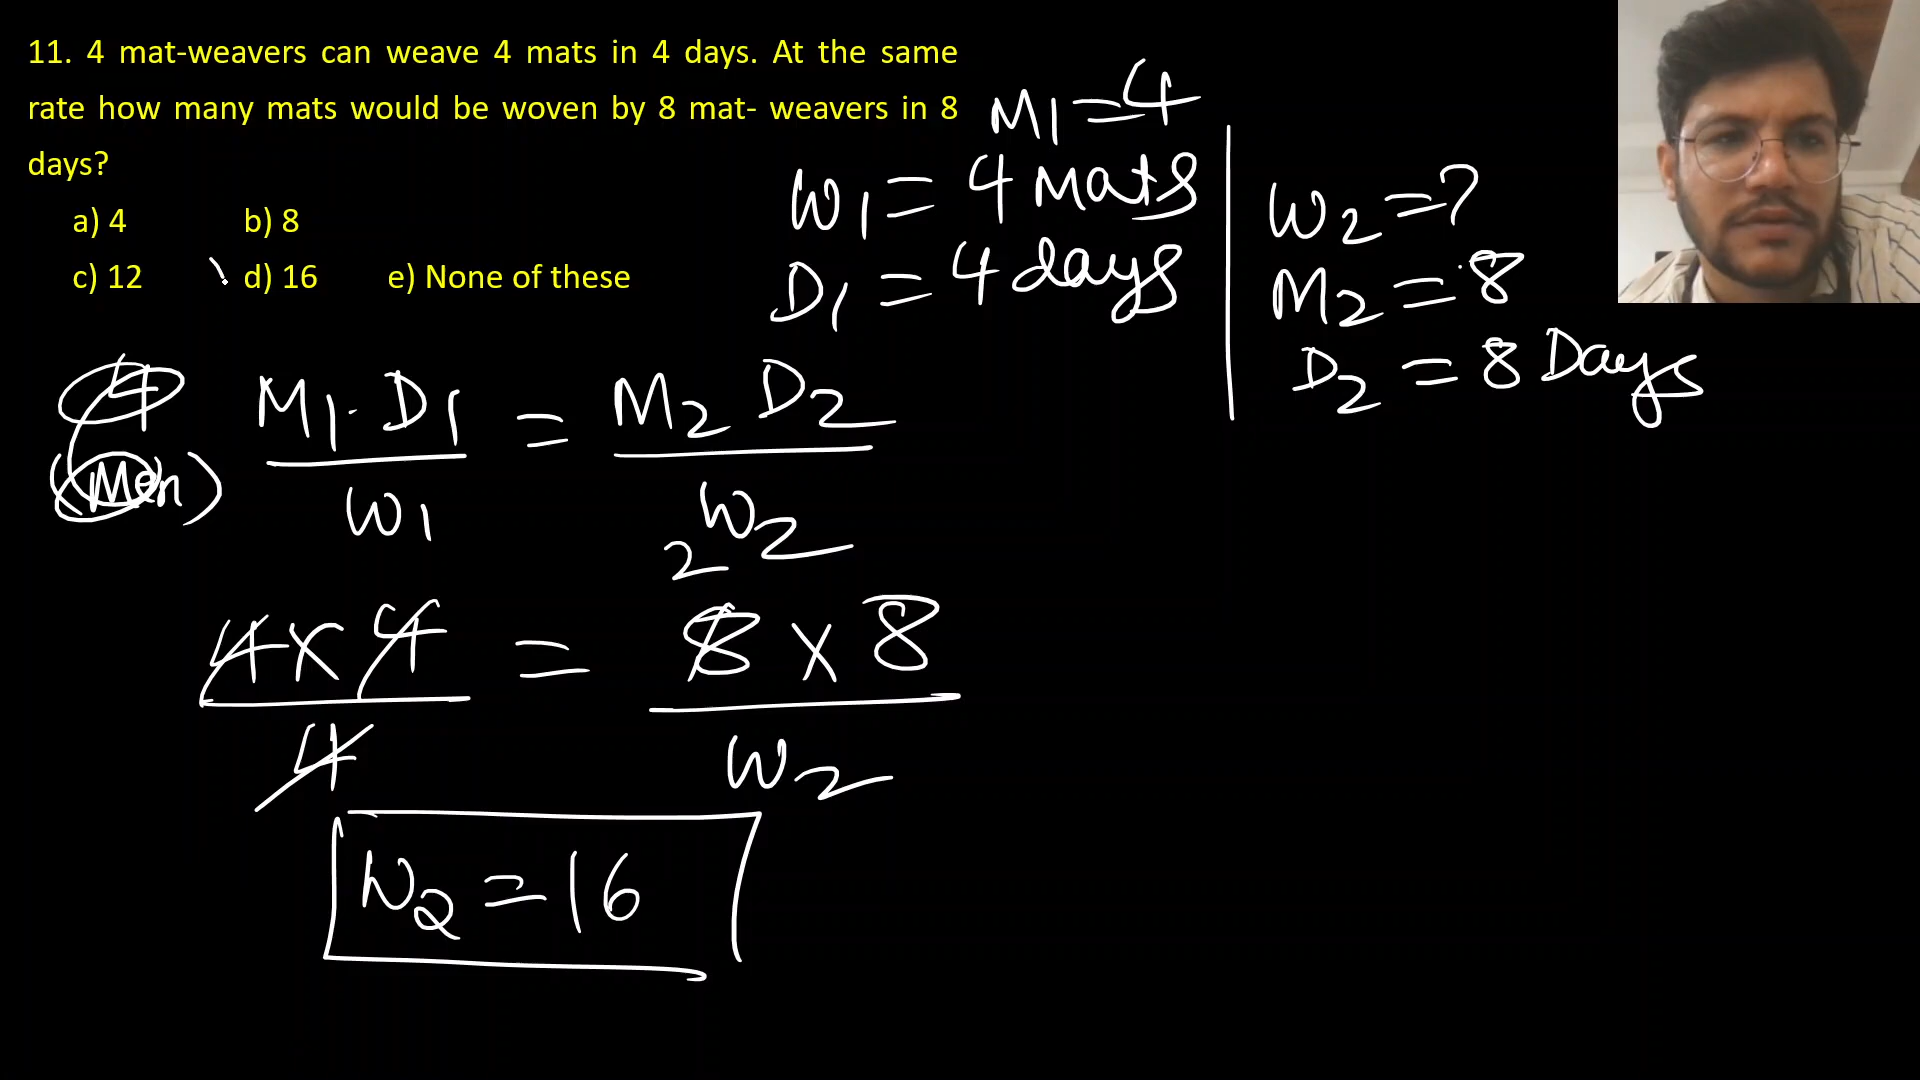 11. 4 mat-weavers can weave 4 mats in 4 days. At the same
rate how many mats would be woven by 8 mat- weavers in 8
days?
a) 4 b) 8
c) 12 d) 16 e) None of these
M1 = 4
W1 = 4 Mats
D1 = 4 days
W2 = ?
M2 = 8
D2 = 8 Days
4
(Men)
M1. D1 = M2 D2
W1 W2
2
4 x 4 = 8 x 8
4 W2
W2 = 16